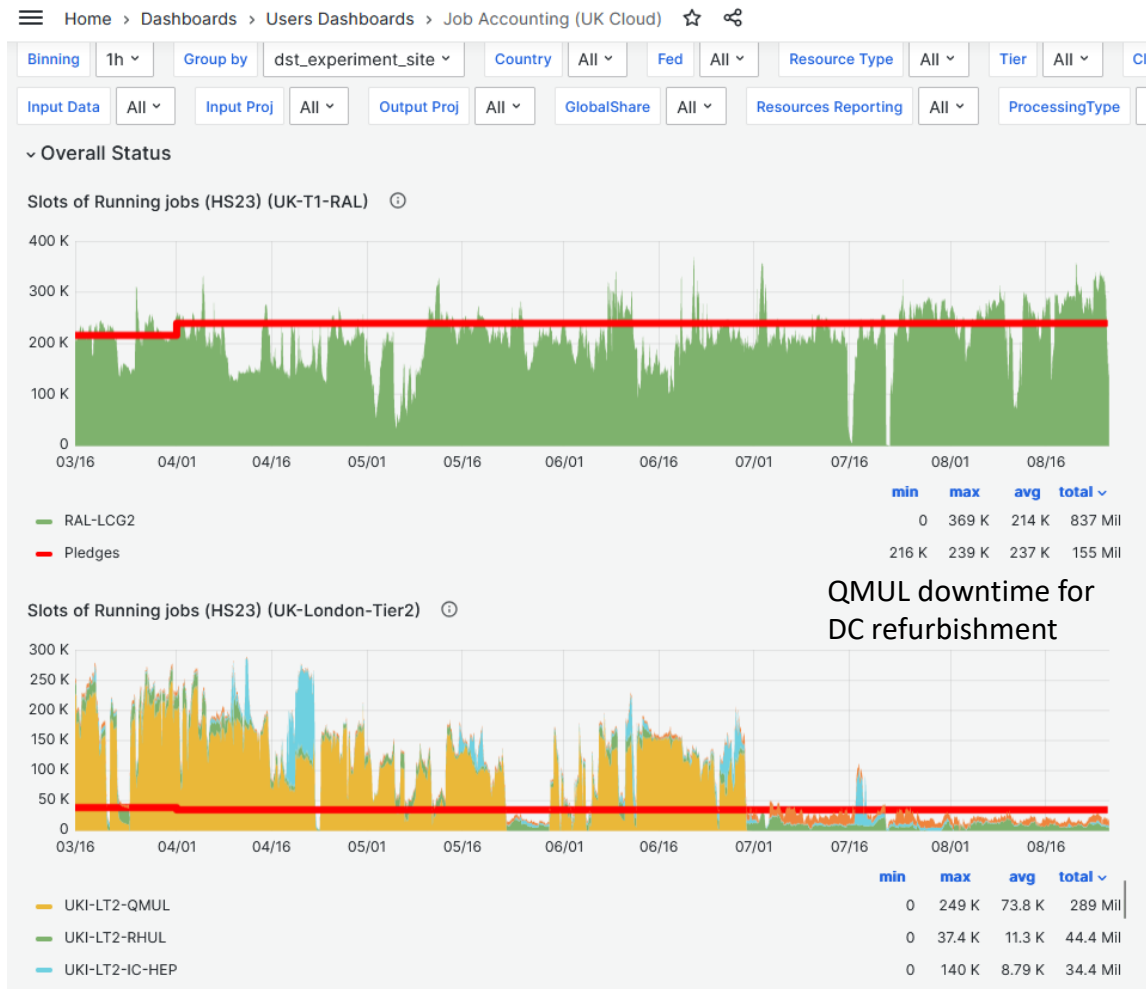 Home > Dashboards > Users Dashboards > Job Accounting (UK Cloud)
Binning 1h Group by dst_experiment_site Country All Fed All Resource Type All Tier All
Input Data All Input Proj All Output Proj All GlobalShare All Resources Reporting All ProcessingType
Overall Status
Slots of Running jobs (HS23) (UK-T1-RAL)
400 K
300 K
200 K
100 K
0
03/16 04/01 04/16 05/01 05/16 06/01 06/16 07/01 07/16 08/01 08/16
min max avg total
RAL-LCG2 0 369 K 214 K 837 Mil
Pledges 216 K 239 K 237 K 155 Mil
QMUL downtime for
DC refurbishment
Slots of Running jobs (HS23) (UK-London-Tier2)
300 K
250 K
200 K
150 K
100 K
50 K
0
03/16 04/01 04/16 05/01 05/16 06/01 06/16 07/01 07/16 08/01 08/16
min max avg total
UKI-LT2-QMUL 0 249 K 73.8 K 289 Mil
UKI-LT2-RHUL 0 37.4 K 11.3 K 44.4 Mil
UKI-LT2-IC-HEP 0 140 K 8.79 K 34.4 Mil